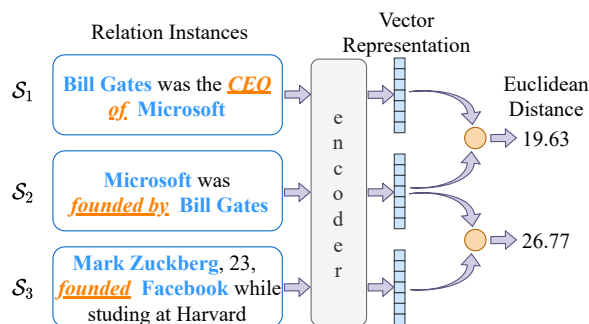 Relation Instances
Vector
Representation
S1
Bill Gates was the CEO
of Microsoft
encoder
Euclidean
Distance
19.63
S2
Microsoft was
founded by Bill Gates
26.77
S3
Mark Zuckberg, 23,
founded Facebook while
studing at Harvard